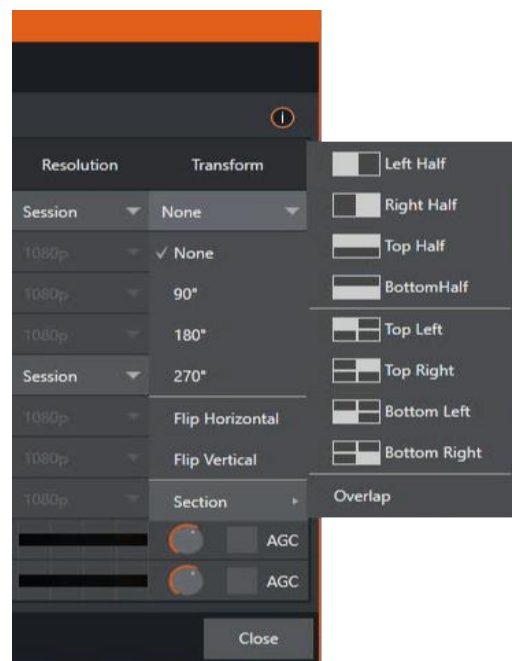 i
Resolution Transform
Session None
1080p
✓ None
1080p
90°
1080p
180°
Session
270°
1080p
Flip Horizontal
1080p
Flip Vertical
1080p
Section
AGC
AGC
Close
Left Half
Right Half
Top Half
BottomHalf
Top Left
Top Right
Bottom Left
Bottom Right
Overlap